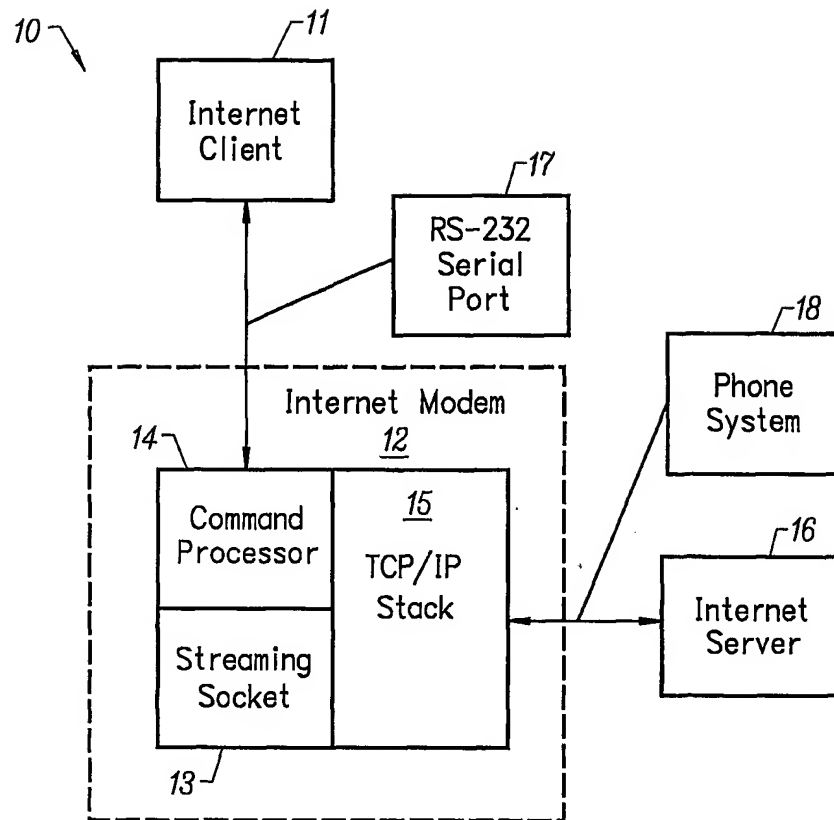 10
11
Internet
Client
17
RS-232
Serial
Port
18
Phone
System
Internet Modem
14
12
Command
Processor
15
TCP/IP
Stack
16
Internet
Server
Streaming
Socket
13